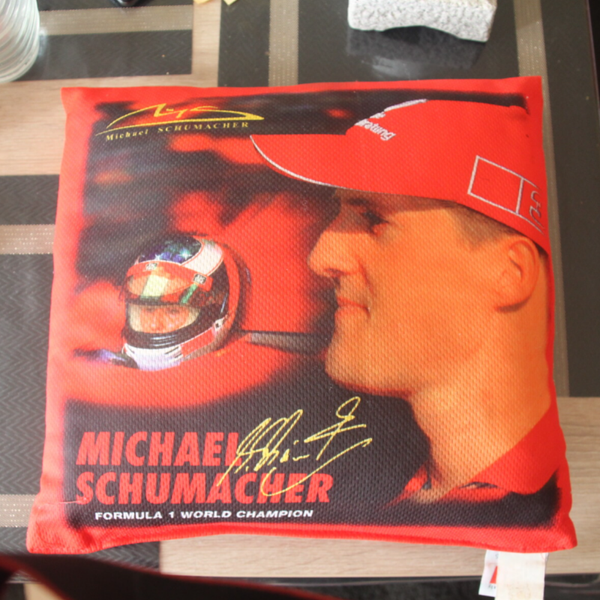 Michael SCHUMACHER
MICHAEL
SCHUMACHER
FORMULA 1 WORLD CHAMPION